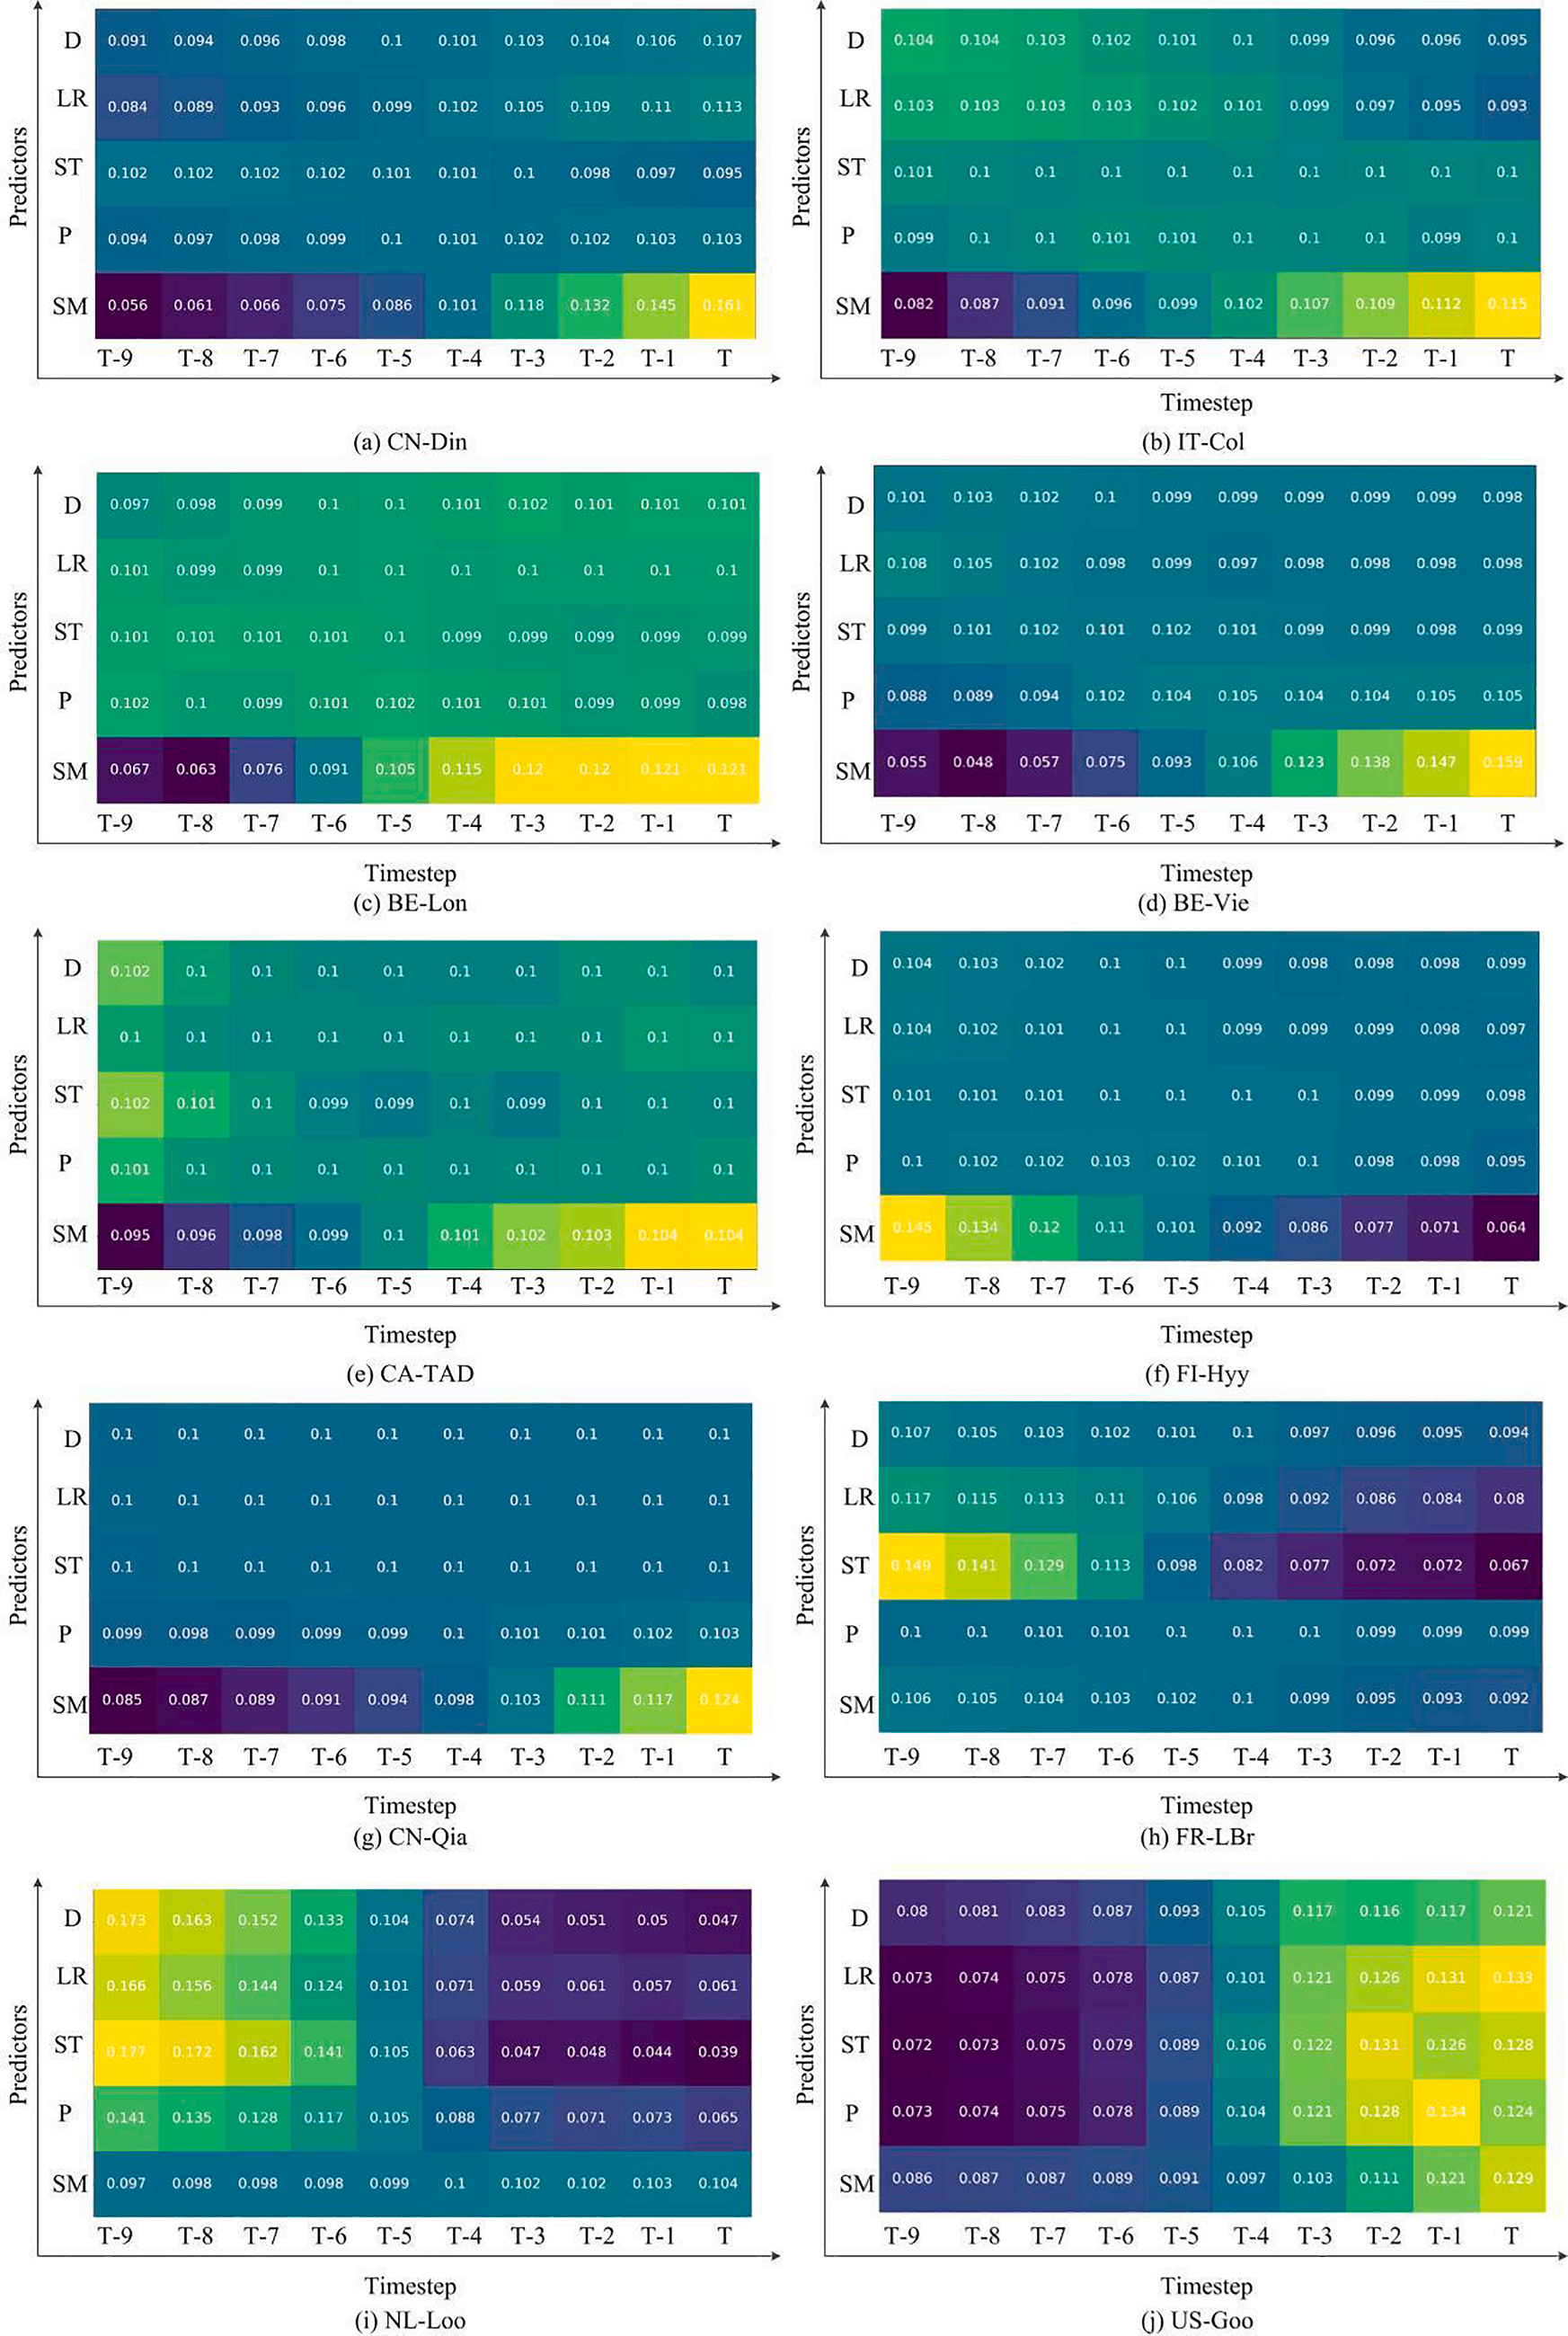 Predictors
D 0.091 0.094 0.096 0.098 0.1 0.101 0.103 0.104 0.106 0.107
LR 0.084 0.089 0.093 0.096 0.099 0.102 0.105 0.109 0.11 0.113
ST 0.102 0.102 0.102 0.102 0.101 0.101 0.1 0.098 0.097 0.095
P 0.094 0.097 0.098 0.099 0.1 0.101 0.102 0.102 0.103 0.103
SM 0.056 0.061 0.066 0.075 0.086 0.101 0.118 0.132 0.145 0.161
T-9 T-8 T-7 T-6 T-5 T-4 T-3 T-2 T-1 T
(a) CN-Din
Predictors
D 0.104 0.104 0.103 0.102 0.101 0.1 0.099 0.096 0.096 0.095
LR 0.103 0.103 0.103 0.103 0.102 0.101 0.099 0.097 0.095 0.093
ST 0.101 0.1 0.1 0.1 0.1 0.1 0.1 0.1 0.1 0.1
P 0.099 0.1 0.1 0.101 0.101 0.1 0.1 0.1 0.099 0.1
SM 0.082 0.087 0.091 0.096 0.099 0.102 0.107 0.109 0.112 0.115
T-9 T-8 T-7 T-6 T-5 T-4 T-3 T-2 T-1 T
Timestep
(b) IT-Col
Predictors
D 0.097 0.098 0.099 0.1 0.1 0.101 0.102 0.101 0.101 0.101
LR 0.101 0.099 0.099 0.1 0.1 0.1 0.1 0.1 0.1 0.1
ST 0.101 0.101 0.101 0.101 0.1 0.099 0.099 0.099 0.099 0.099
P 0.102 0.1 0.099 0.101 0.102 0.101 0.101 0.099 0.099 0.098
SM 0.067 0.063 0.076 0.091 0.105 0.115 0.12 0.12 0.121 0.121
T-9 T-8 T-7 T-6 T-5 T-4 T-3 T-2 T-1 T
Timestep
(c) BE-Lon
Predictors
D 0.101 0.103 0.102 0.1 0.099 0.099 0.099 0.099 0.099 0.098
LR 0.108 0.105 0.102 0.098 0.099 0.097 0.098 0.098 0.098 0.098
ST 0.099 0.101 0.102 0.101 0.102 0.101 0.099 0.099 0.098 0.099
P 0.088 0.089 0.094 0.102 0.104 0.105 0.104 0.104 0.105 0.105
SM 0.055 0.048 0.057 0.075 0.093 0.106 0.123 0.138 0.147 0.159
T-9 T-8 T-7 T-6 T-5 T-4 T-3 T-2 T-1 T
Timestep
(d) BE-Vie
Predictors
D 0.102 0.1 0.1 0.1 0.1 0.1 0.1 0.1 0.1 0.1
LR 0.1 0.1 0.1 0.1 0.1 0.1 0.1 0.1 0.1 0.1
ST 0.102 0.101 0.1 0.099 0.099 0.1 0.099 0.1 0.1 0.1
P 0.101 0.1 0.1 0.1 0.1 0.1 0.1 0.1 0.1 0.1
SM 0.095 0.096 0.098 0.099 0.1 0.101 0.102 0.103 0.104 0.104
T-9 T-8 T-7 T-6 T-5 T-4 T-3 T-2 T-1 T
Timestep
(e) CA-TAD
Predictors
D 0.104 0.103 0.102 0.1 0.1 0.099 0.098 0.098 0.098 0.099
LR 0.104 0.102 0.101 0.1 0.1 0.099 0.099 0.099 0.098 0.097
ST 0.101 0.101 0.101 0.1 0.1 0.1 0.1 0.099 0.099 0.098
P 0.1 0.102 0.102 0.103 0.102 0.101 0.1 0.098 0.098 0.095
SM 0.145 0.134 0.12 0.11 0.101 0.092 0.086 0.077 0.071 0.064
T-9 T-8 T-7 T-6 T-5 T-4 T-3 T-2 T-1 T
Timestep
(f) FI-Hyy
Predictors
D 0.1 0.1 0.1 0.1 0.1 0.1 0.1 0.1 0.1 0.1
LR 0.1 0.1 0.1 0.1 0.1 0.1 0.1 0.1 0.1 0.1
ST 0.1 0.1 0.1 0.1 0.1 0.1 0.1 0.1 0.1 0.1
P 0.099 0.098 0.099 0.099 0.099 0.1 0.101 0.101 0.102 0.103
SM 0.085 0.087 0.089 0.091 0.094 0.098 0.103 0.111 0.117 0.124
T-9 T-8 T-7 T-6 T-5 T-4 T-3 T-2 T-1 T
Timestep
(g) CN-Qia
Predictors
D 0.107 0.105 0.103 0.102 0.101 0.1 0.097 0.096 0.095 0.094
LR 0.117 0.115 0.113 0.11 0.106 0.098 0.092 0.086 0.084 0.08
ST 0.149 0.141 0.129 0.113 0.098 0.082 0.077 0.072 0.072 0.067
P 0.1 0.1 0.101 0.101 0.1 0.1 0.1 0.099 0.099 0.099
SM 0.106 0.105 0.104 0.103 0.102 0.1 0.099 0.095 0.093 0.092
T-9 T-8 T-7 T-6 T-5 T-4 T-3 T-2 T-1 T
Timestep
(h) FR-LBr
Predictors
D 0.173 0.163 0.152 0.133 0.104 0.074 0.054 0.051 0.05 0.047
LR 0.166 0.156 0.144 0.124 0.101 0.071 0.059 0.061 0.057 0.061
ST 0.177 0.172 0.162 0.141 0.105 0.063 0.047 0.048 0.044 0.039
P 0.141 0.135 0.128 0.117 0.105 0.088 0.077 0.071 0.073 0.065
SM 0.097 0.098 0.098 0.098 0.099 0.1 0.102 0.102 0.103 0.104
T-9 T-8 T-7 T-6 T-5 T-4 T-3 T-2 T-1 T
Timestep
(i) NL-Loo
Predictors
D 0.08 0.081 0.083 0.087 0.093 0.105 0.117 0.116 0.117 0.121
LR 0.073 0.074 0.075 0.078 0.087 0.101 0.121 0.126 0.131 0.133
ST 0.072 0.073 0.075 0.079 0.089 0.106 0.122 0.131 0.126 0.128
P 0.073 0.074 0.075 0.078 0.089 0.104 0.121 0.128 0.134 0.124
SM 0.086 0.087 0.087 0.089 0.091 0.097 0.103 0.111 0.121 0.129
T-9 T-8 T-7 T-6 T-5 T-4 T-3 T-2 T-1 T
Timestep
(j) US-Goo